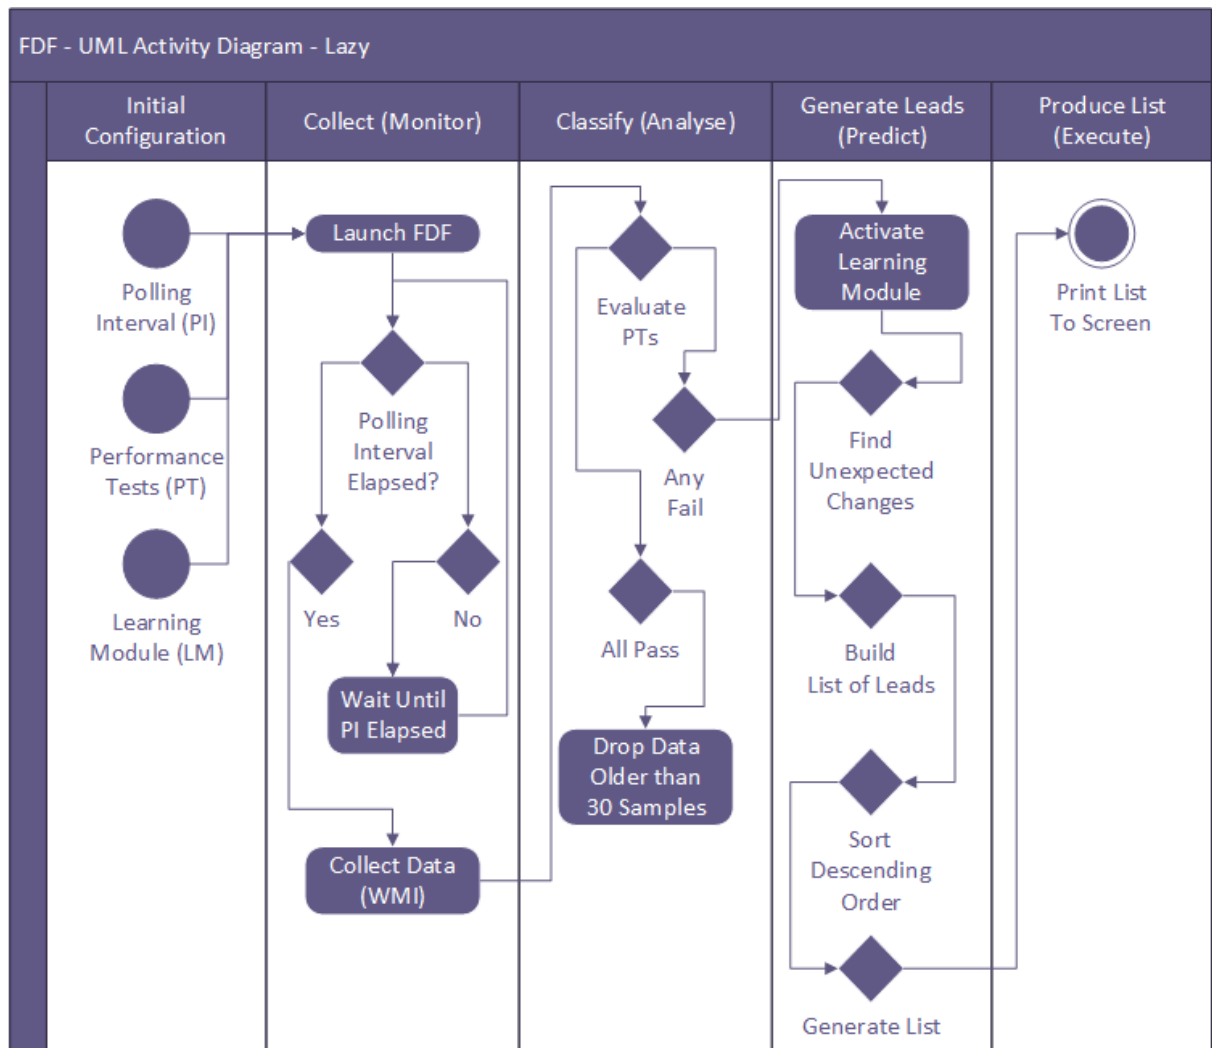 FDF - UML Activity Diagram - Lazy
Initial
Configuration
Collect (Monitor)
Classify (Analyse)
Generate Leads
(Predict)
Produce List
(Execute)
Polling
Interval (PI)
Performance
Tests (PT)
Learning
Module (LM)
Launch FDF
Polling
Interval
Elapsed?
Yes
No
Wait Until
PI Elapsed
Collect Data
(WMI)
Evaluate
PTs
Any
Fail
All Pass
Drop Data
Older than
30 Samples
Activate
Learning
Module
Find
Unexpected
Changes
Build
List of Leads
Sort
Descending
Order
Generate List
Print List
To Screen